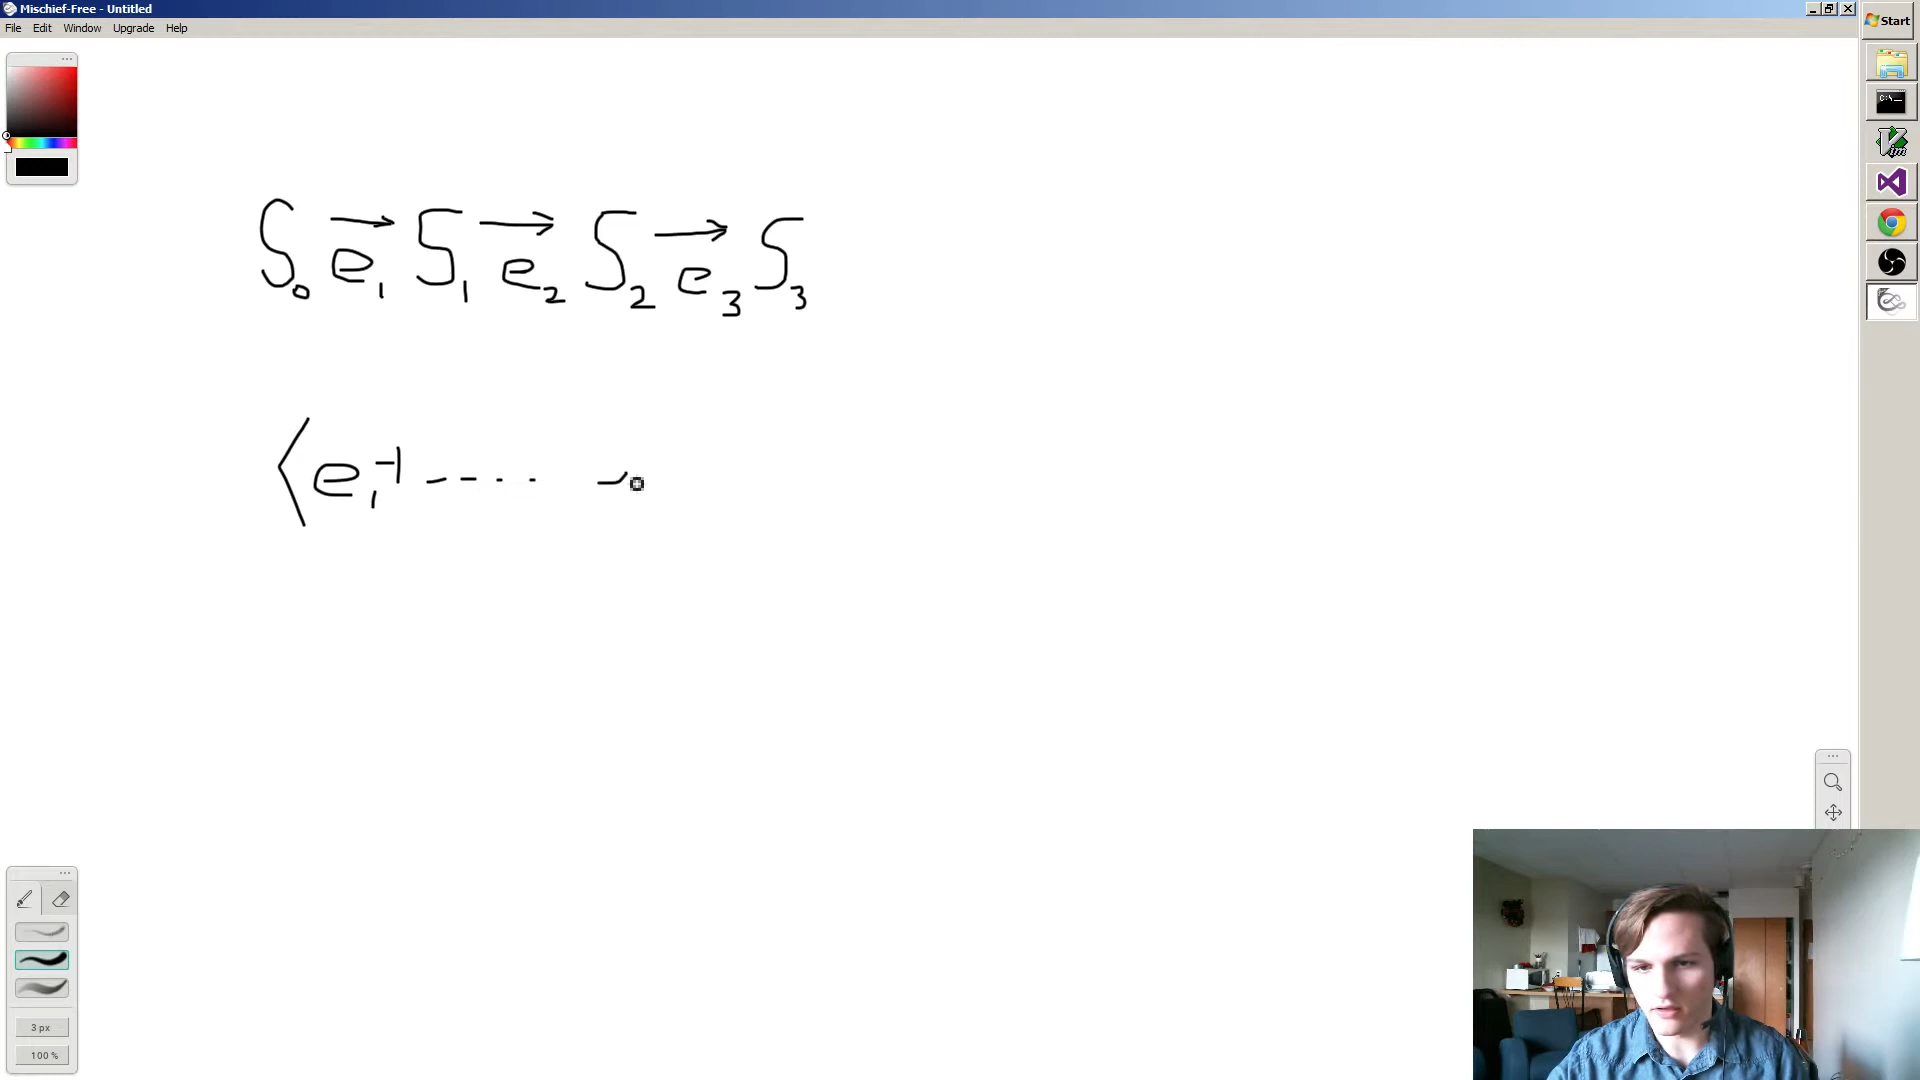 Mischief-Free - Untitled
File Edit Window Upgrade Help
Start
C:\
Vim
S₀ → e₁ S₁ → e₂ S₂ → e₃ S₃
⟨ e₁⁻¹ - - - -
3 px
100 %